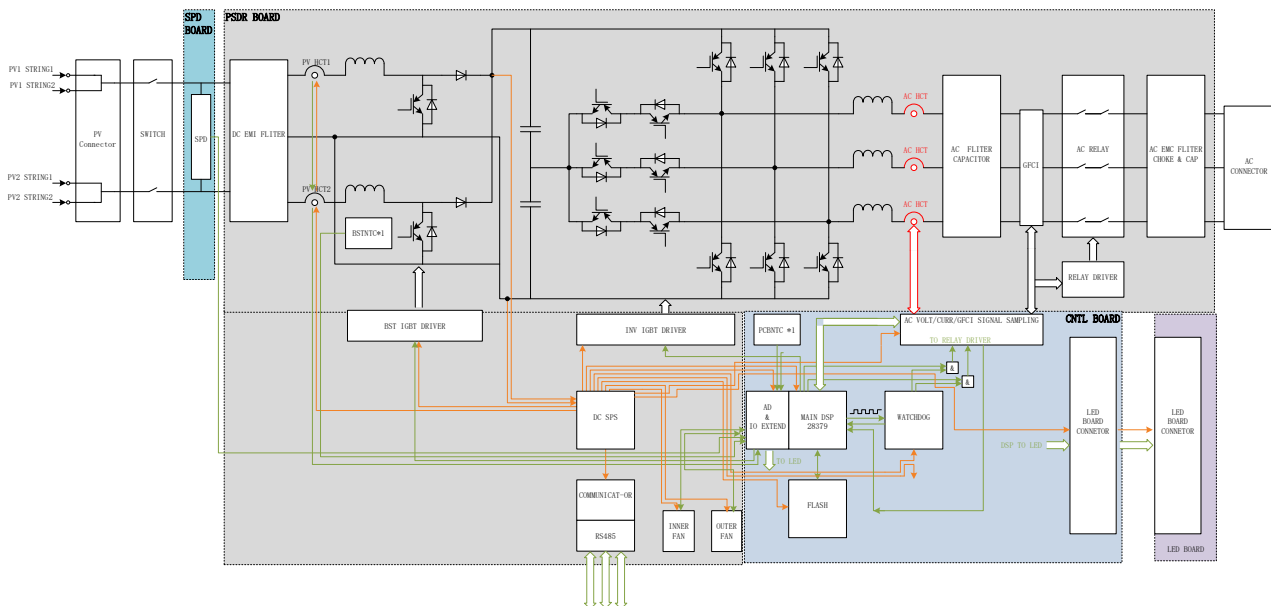 SPD
BOARD
PSDR BOARD
PV1 STRING1
PV1 STRING2
PV2 STRING1
PV2 STRING2
PV
Connector
SWITCH
SPD
DC EMI FLITER
PV HCT1
PV HCT2
BSTNTC*1
AC HCT
AC HCT
AC HCT
AC FLITER
CAPACITOR
GFCI
AC RELAY
AC EMC FLITER
CHOKE & CAP
AC
CONNECTOR
RELAY DRIVER
BST IGBT DRIVER
INV IGBT DRIVER
PCBNTC *1
AC VOLT/CURR/GFCI SIGNAL SAMPLING
TO RELAY DRIVER
CNTL BOARD
&
&
DC SPS
AD
&
IO EXTEND
MAIN DSP
28379
WATCHDOG
TO LED
DSP TO LED
LED
BOARD
CONNETOR
LED
BOARD
CONNETOR
COMMUNICAT-OR
RS485
INNER
FAN
OUTER
FAN
FLASH
LED BOARD